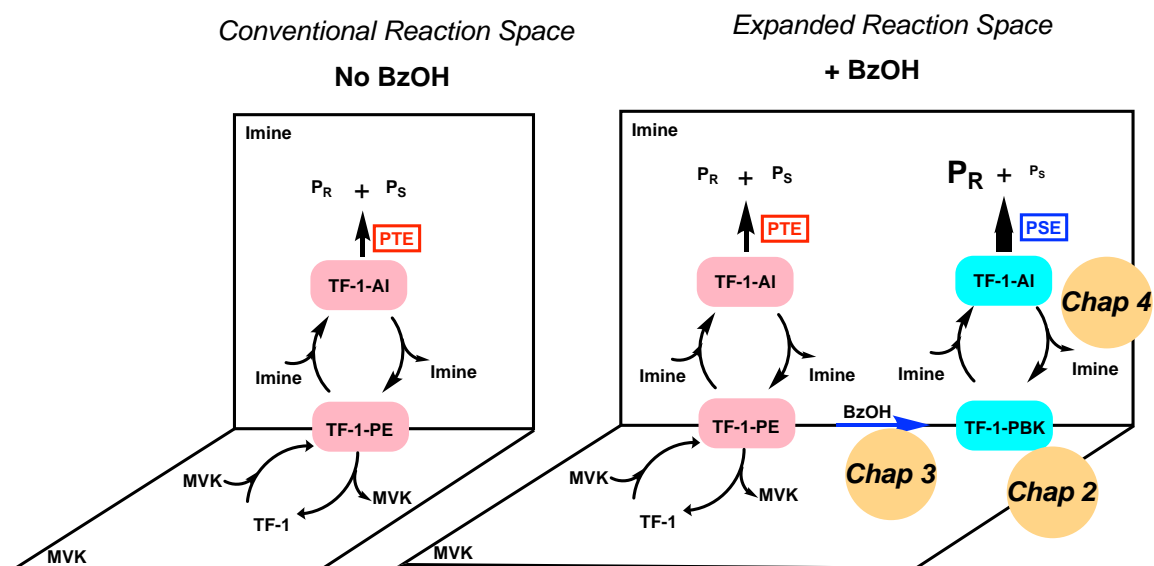 Conventional Reaction Space
No BzOH
Imine
PR + PS
PTE
TF-1-AI
Imine
Imine
TF-1-PE
MVK
MVK
TF-1
MVK
Expanded Reaction Space
+ BzOH
Imine
PR + PS
PTE
TF-1-AI
Imine
Imine
TF-1-PE
MVK
MVK
TF-1
MVK
BzOH
Chap 3
PR + PS
PSE
TF-1-AI
Chap 4
Imine
Imine
TF-1-PBK
Chap 2